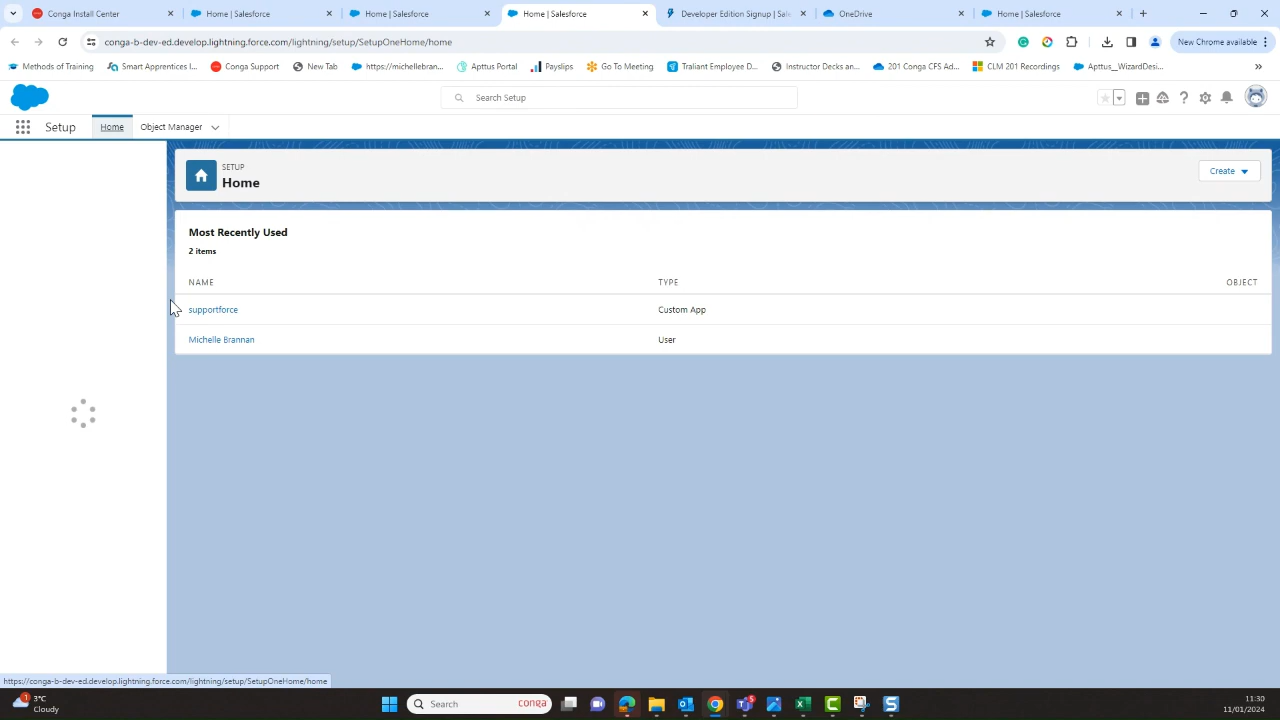 Conga Install Center
Home | Salesforce
Home | Salesforce
Home | Salesforce
Developer Edition Signup | Sal
OneDrive
Home | Salesforce
conga-b-dev-ed.develop.lightning.force.com/lightning/setup/SetupOneHome/home
New Chrome available
Methods of Training
Smart Apprentices l...
Conga Support
New Tab
https://michellebran...
Apttus Portal
Payslips
Go To Meeting
Traliant Employee D...
Instructor Decks an...
201 Conga CFS Ad...
CLM 201 Recordings
Apttus__WizardDesi...
Search Setup
Setup
Home
Object Manager
SETUP
Home
Create
Most Recently Used
2 items
NAME TYPE OBJECT
supportforce Custom App
Michelle Brannan User
https://conga-b-dev-ed.develop.lightning.force.com/lightning/setup/SetupOneHome/home
1
3°C
Cloudy
Search
conga
5
11:30
11/01/2024